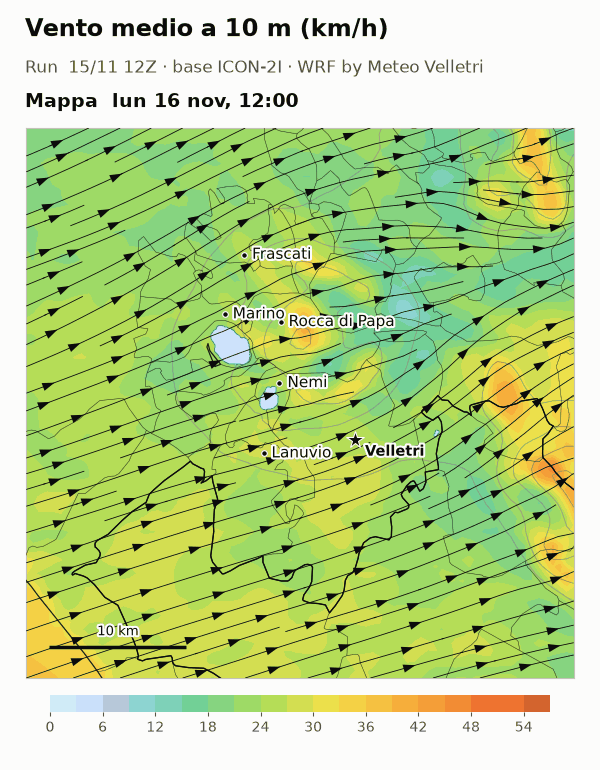 Vento medio a 10 m (km/h)
Run  15/11 12Z · base ICON-2I · WRF by Meteo Velletri
Mappa  lun 16 nov, 12:00
Frascati
Marino
Rocca di Papa
Nemi
Velletri
Lanuvio
10 km
0 6 12 18 24 30 36 42 48 54